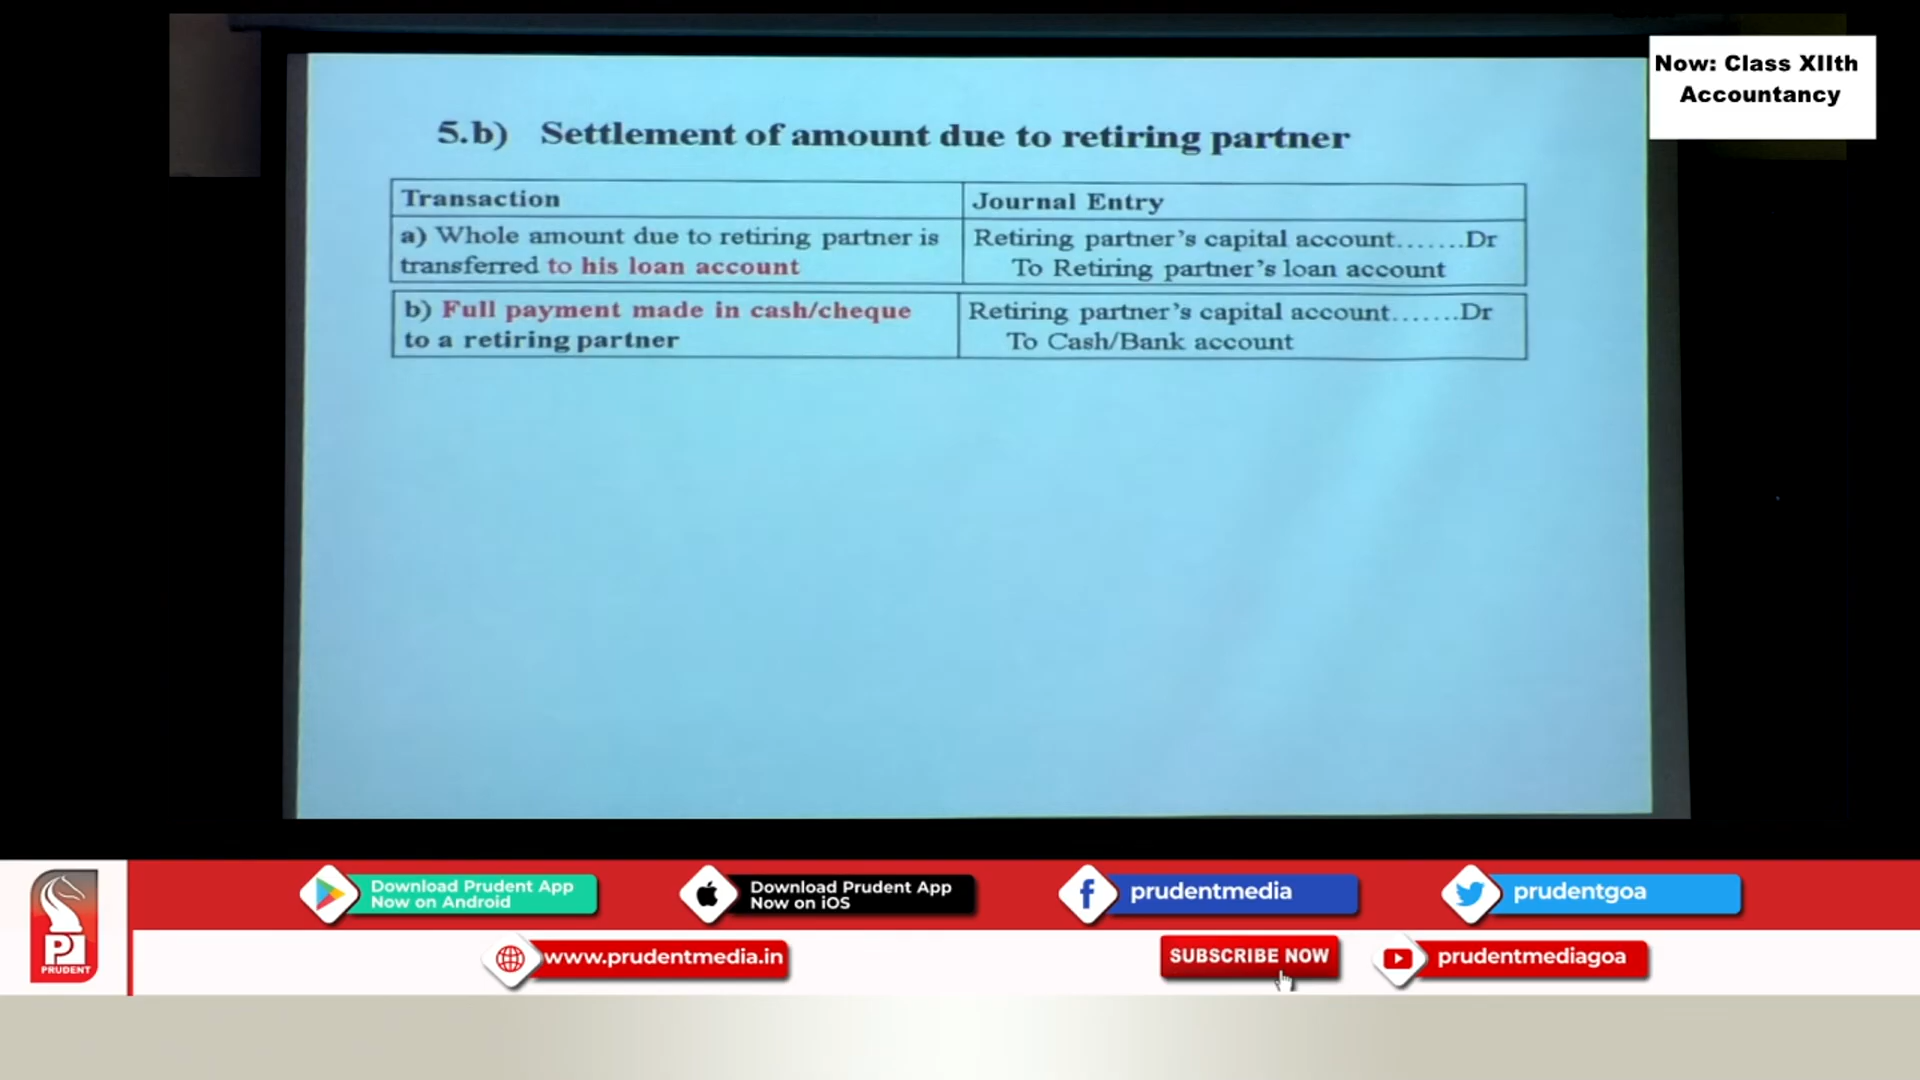 Now: Class XIIth
Accountancy
5.b) Settlement of amount due to retiring partner
Transaction
Journal Entry
a) Whole amount due to retiring partner is
transferred to his loan account
Retiring partner's capital account.......Dr
To Retiring partner's loan account
b) Full payment made in cash/cheque
to a retiring partner
Retiring partner's capital account.......Dr
To Cash/Bank account
Download Prudent App
Now on Android
Download Prudent App
Now on iOS
prudentmedia
prudentgoa
P
PRUDENT
www.prudentmedia.in
SUBSCRIBE NOW
prudentmediagoa